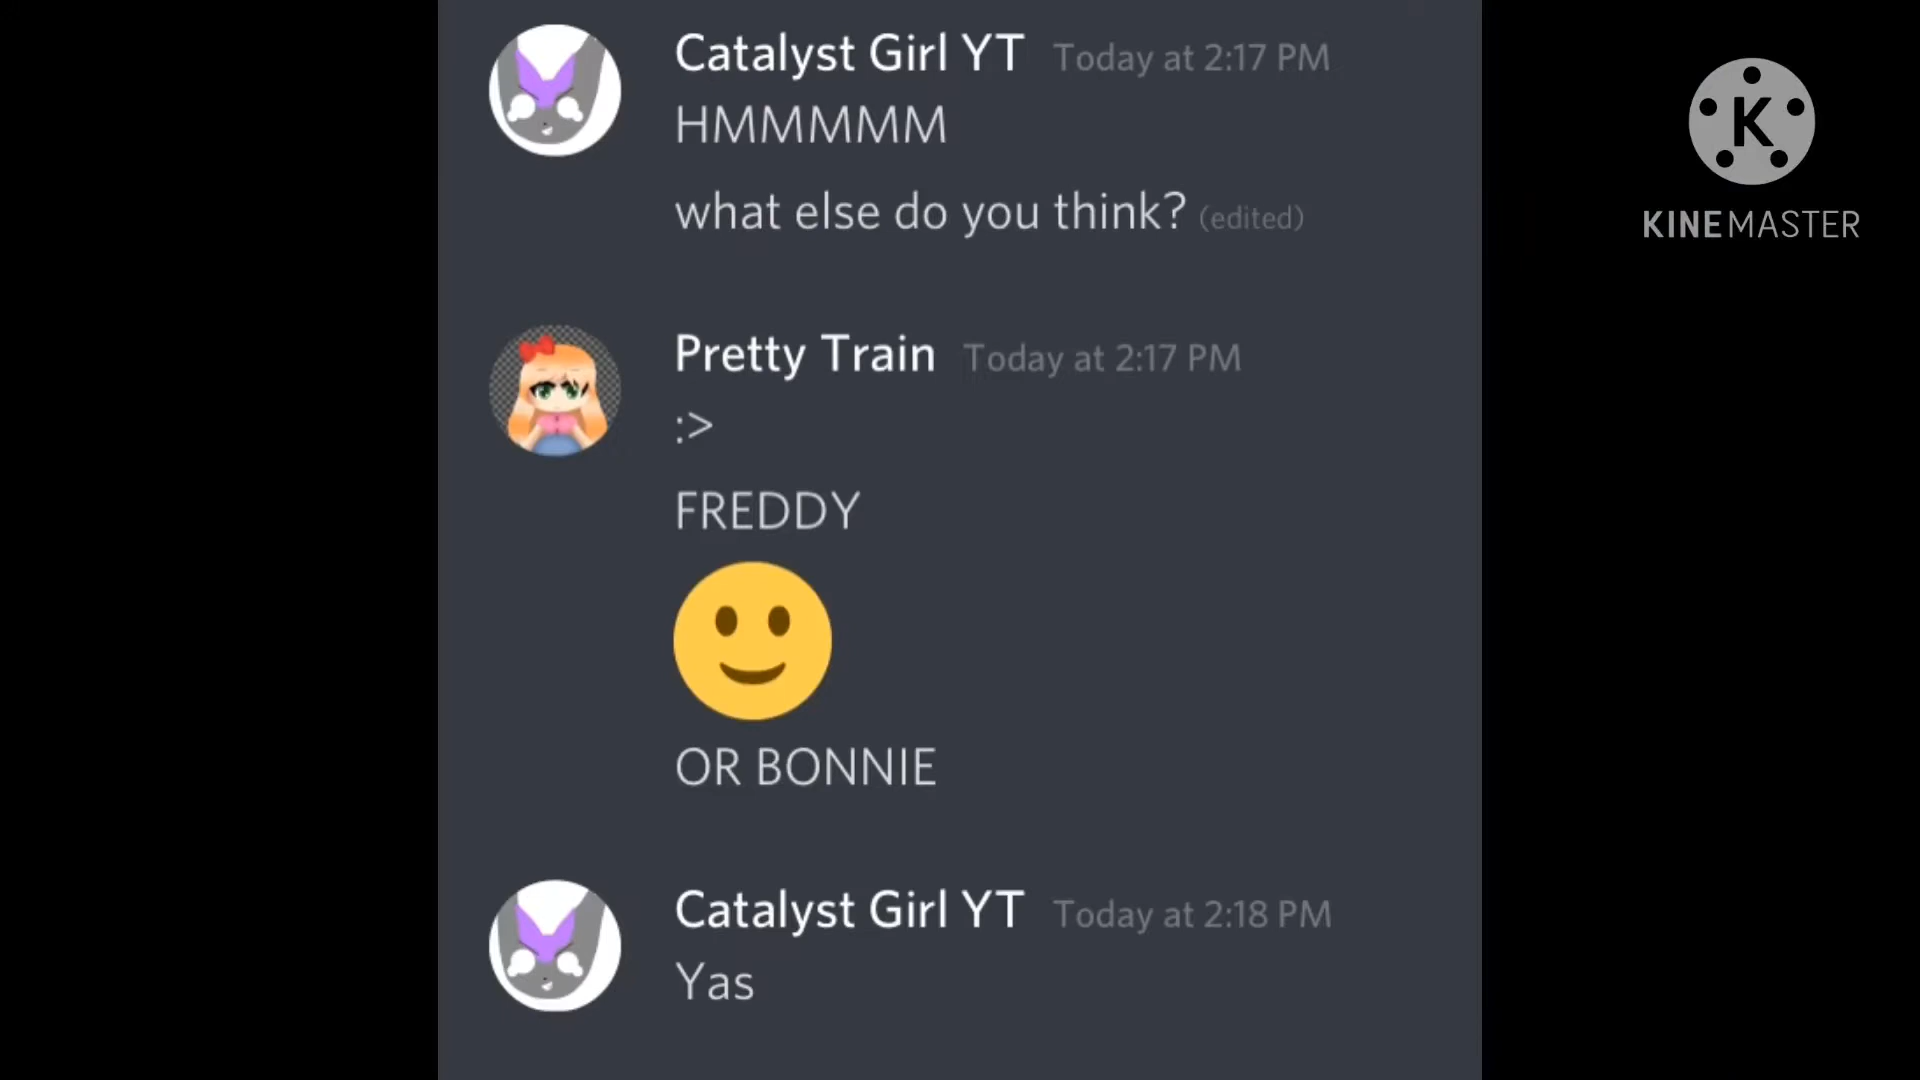 Catalyst Girl YT Today at 2:17 PM
HMMMMM
what else do you think? (edited)
Pretty Train Today at 2:17 PM
:>
FREDDY
OR BONNIE
Catalyst Girl YT Today at 2:18 PM
Yas
K
KINEMASTER